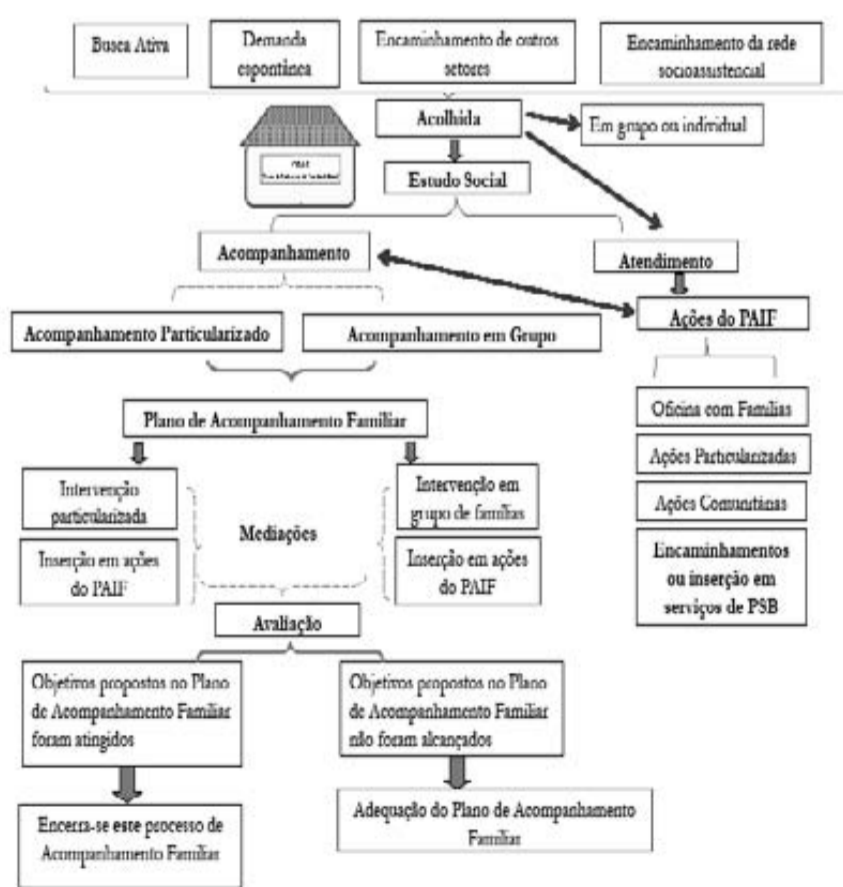 Busca Ativa
Demanda
espontânea
Encaminhamento de outros
setores
Encaminhamento da rede
socioassistencial
Acolhida
Em grupo ou individual
Estudo Social
Acompanhamento
Atendimento
Acompanhamento Particularizado
Acompanhamento em Grupo
Ações do PAIF
Plano de Acompanhamento Familiar
Oficina com Famílias
Ações Particularizadas
Ações Comunitárias
Encaminhamentos
ou inserção em
serviços de PSB
Intervenção
particularizada
Inserção em ações
do PAIF
Mediações
Intervenção em
grupo de famílias
Inserção em ações
do PAIF
Avaliação
Objetivos propostos no Plano
de Acompanhamento Familiar
foram atingidos
Objetivos propostos no Plano
de Acompanhamento Familiar
não foram alcançados
Encerra-se este processo de
Acompanhamento Familiar
Adequação do Plano de Acompanhamento
Familiar